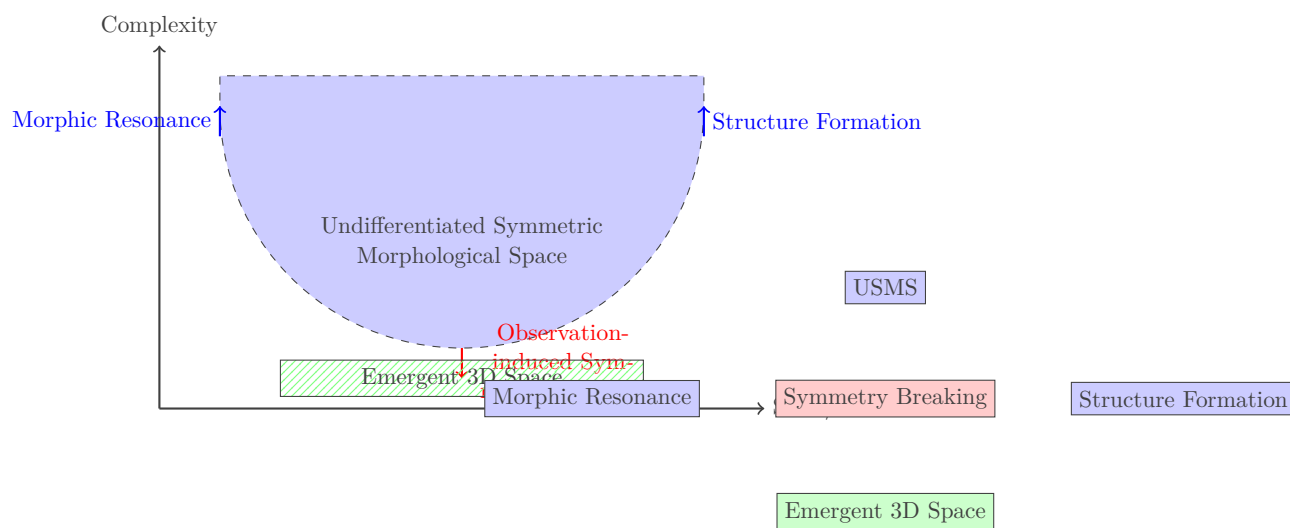 Complexity
Morphic Resonance
Structure Formation
Undifferentiated Symmetric
Morphological Space
USMS
Observation-
induced Sym-
Emergent 3D Space
Morphic Resonance
Symmetry Breaking
Structure Formation
Emergent 3D Space